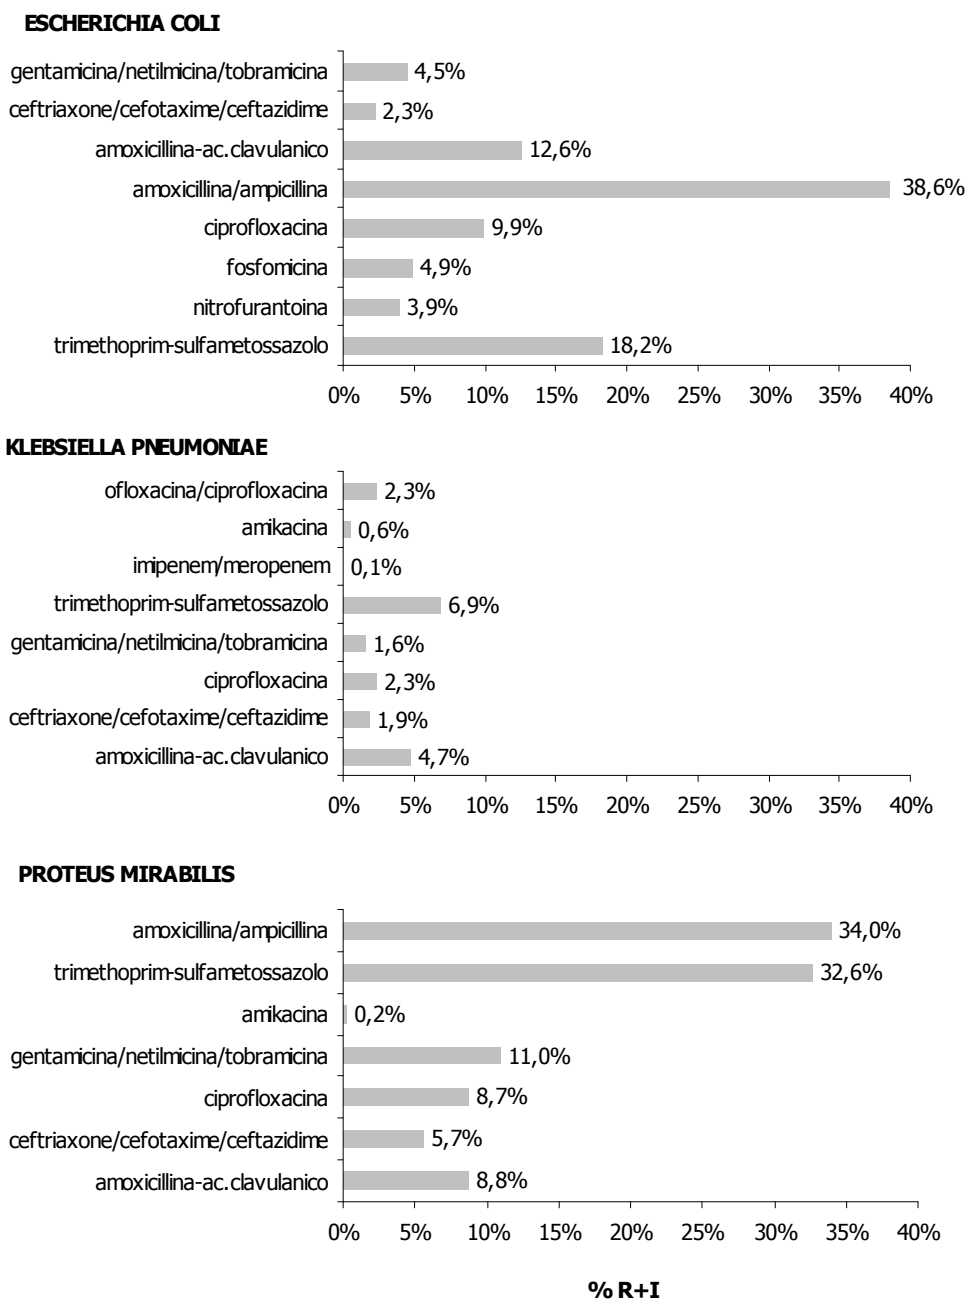 ESCHERICHIA COLI
gentamicina/netilmicina/tobramicina 4,5%
ceftriaxone/cefotaxime/ceftazidime 2,3%
amoxicillina-ac.clavulanico 12,6%
amoxicillina/ampicillina 38,6%
ciprofloxacina 9,9%
fosfomicina 4,9%
nitrofurantoina 3,9%
trimethoprim-sulfametossazolo 18,2%
0% 5% 10% 15% 20% 25% 30% 35% 40%
KLEBSIELLA PNEUMONIAE
ofloxacina/ciprofloxacina 2,3%
amikacina 0,6%
imipenem/meropenem 0,1%
trimethoprim-sulfametossazolo 6,9%
gentamicina/netilmicina/tobramicina 1,6%
ciprofloxacina 2,3%
ceftriaxone/cefotaxime/ceftazidime 1,9%
amoxicillina-ac.clavulanico 4,7%
0% 5% 10% 15% 20% 25% 30% 35% 40%
PROTEUS MIRABILIS
amoxicillina/ampicillina 34,0%
trimethoprim-sulfametossazolo 32,6%
amikacina 0,2%
gentamicina/netilmicina/tobramicina 11,0%
ciprofloxacina 8,7%
ceftriaxone/cefotaxime/ceftazidime 5,7%
amoxicillina-ac.clavulanico 8,8%
0% 5% 10% 15% 20% 25% 30% 35% 40%
% R+I